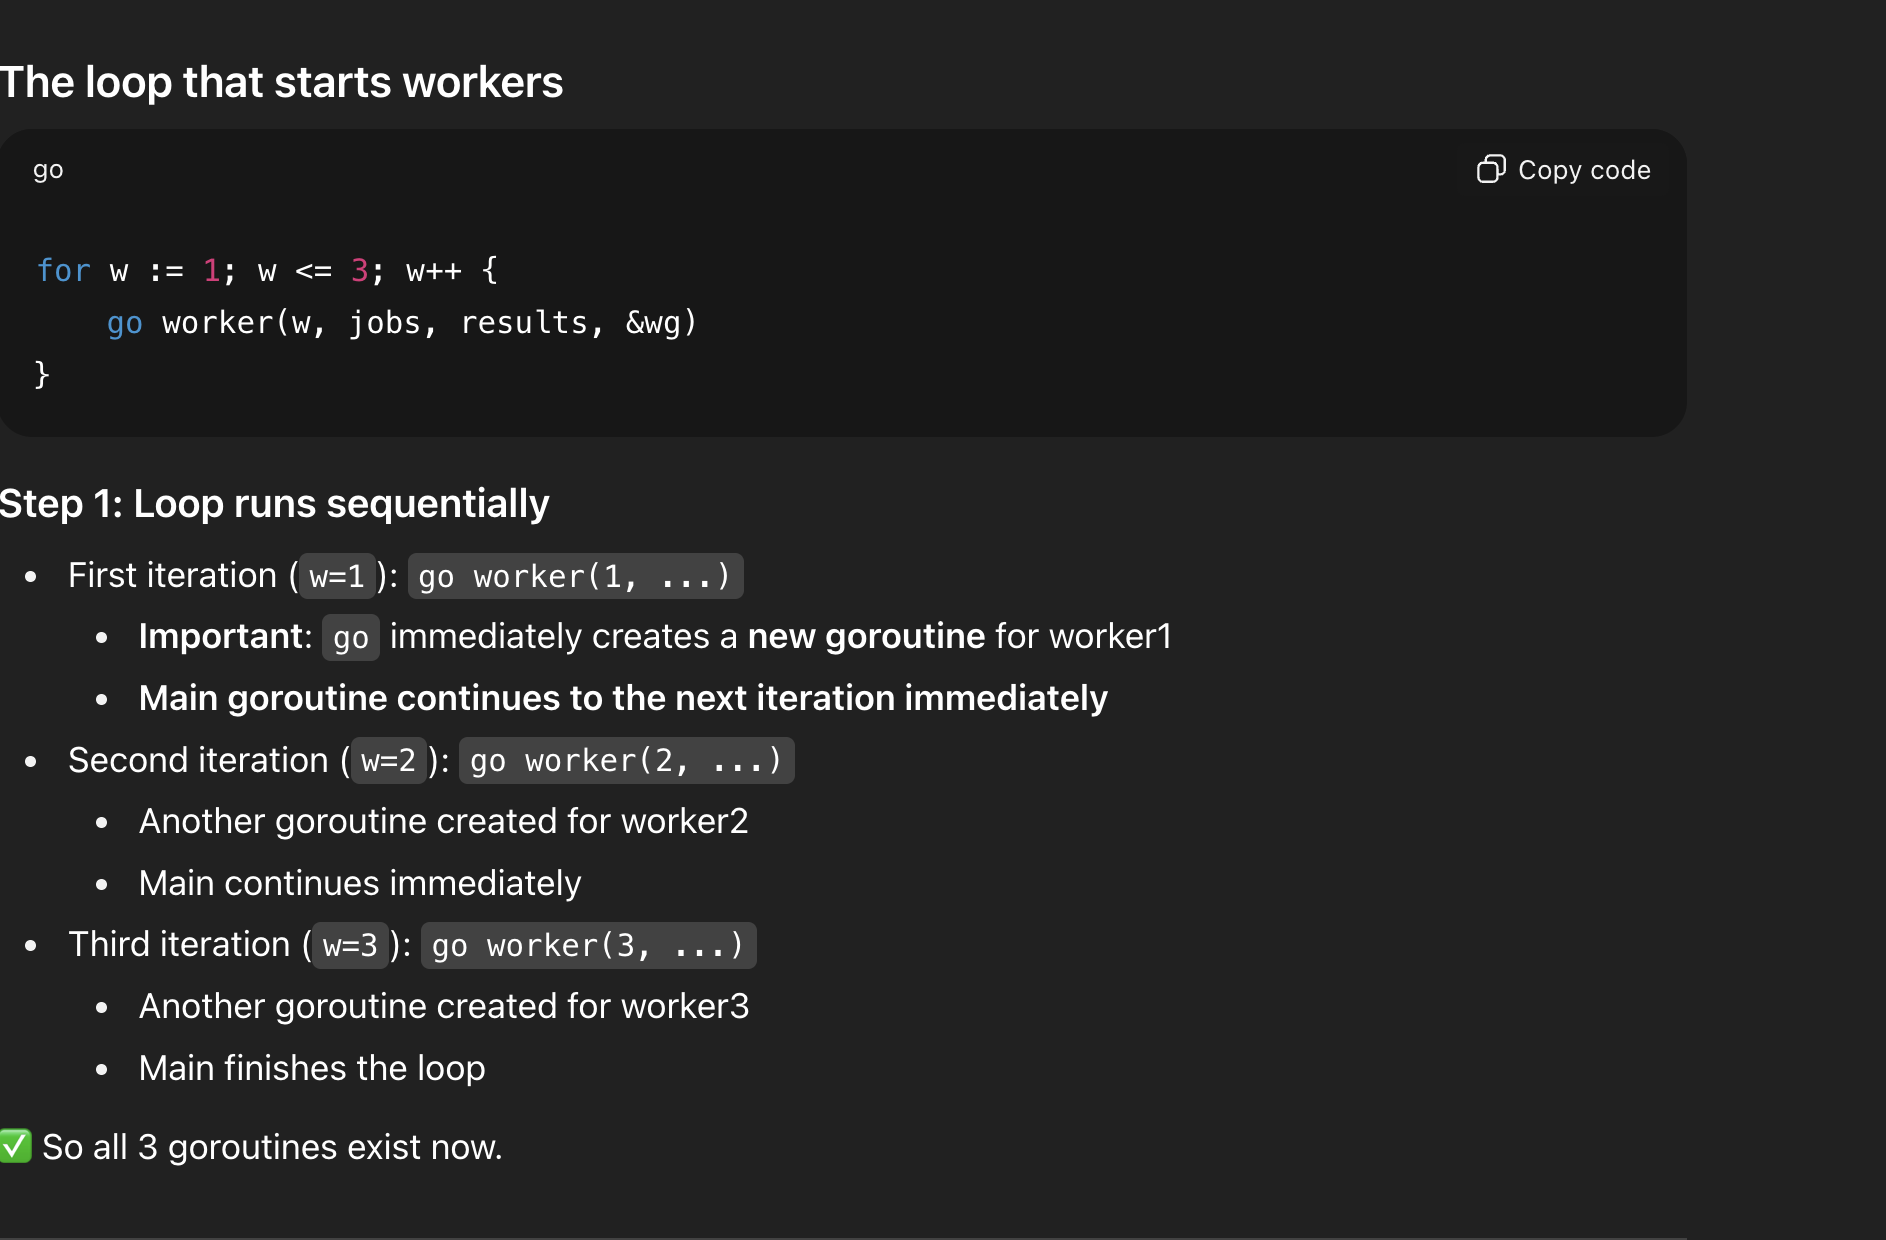 The loop that starts workers
go
Copy code
for w := 1; w <= 3; w++ {
    go worker(w, jobs, results, &wg)
}
Step 1: Loop runs sequentially
• First iteration (w=1): go worker(1, ...)
• Important: go immediately creates a new goroutine for worker1
• Main goroutine continues to the next iteration immediately
• Second iteration (w=2): go worker(2, ...)
• Another goroutine created for worker2
• Main continues immediately
• Third iteration (w=3): go worker(3, ...)
• Another goroutine created for worker3
• Main finishes the loop
✅ So all 3 goroutines exist now.